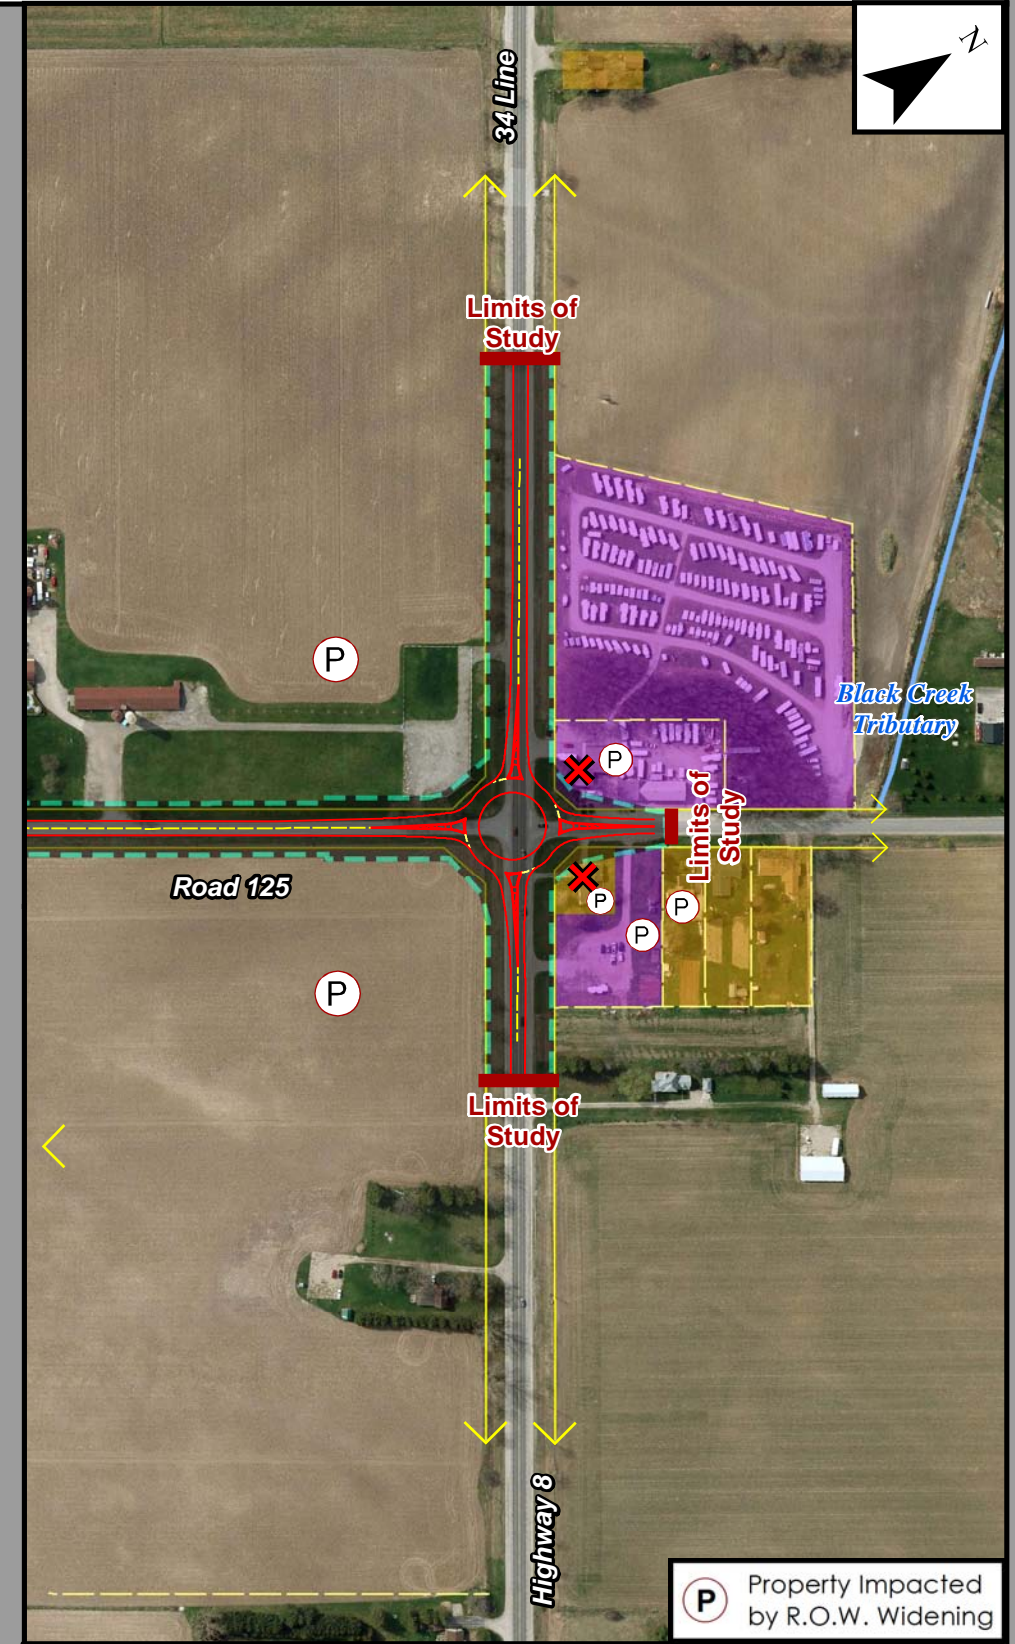 N
34 Line
Limits of
Study
P
Black Creek
Tributary
P
Limits of
Study
Road 125
P
P
P
P
Limits of
Study
Highway 8
P
Property Impacted
by R.O.W. Widening